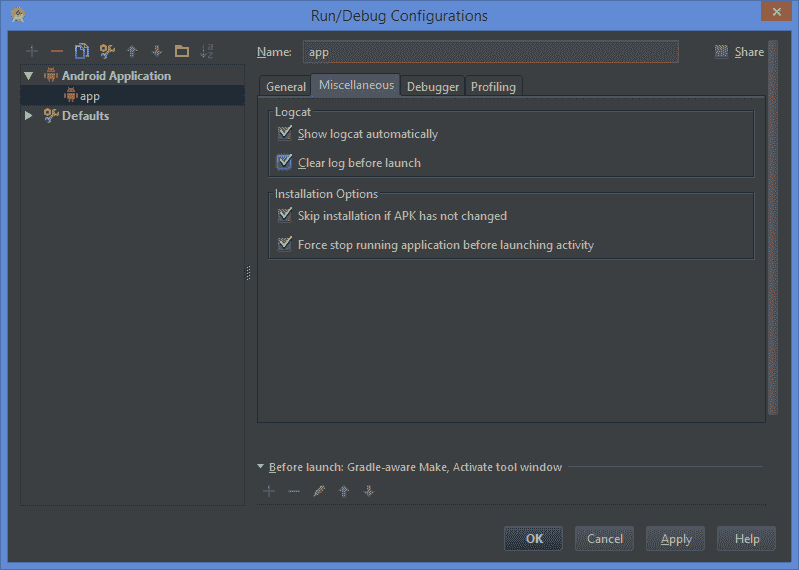 Run/Debug Configurations
Name: app Share
Android Application
app
Defaults
General Miscellaneous Debugger Profiling
Logcat
Show logcat automatically
Clear log before launch
Installation Options
Skip installation if APK has not changed
Force stop running application before launching activity
Before launch: Gradle-aware Make, Activate tool window
OK Cancel Apply Help